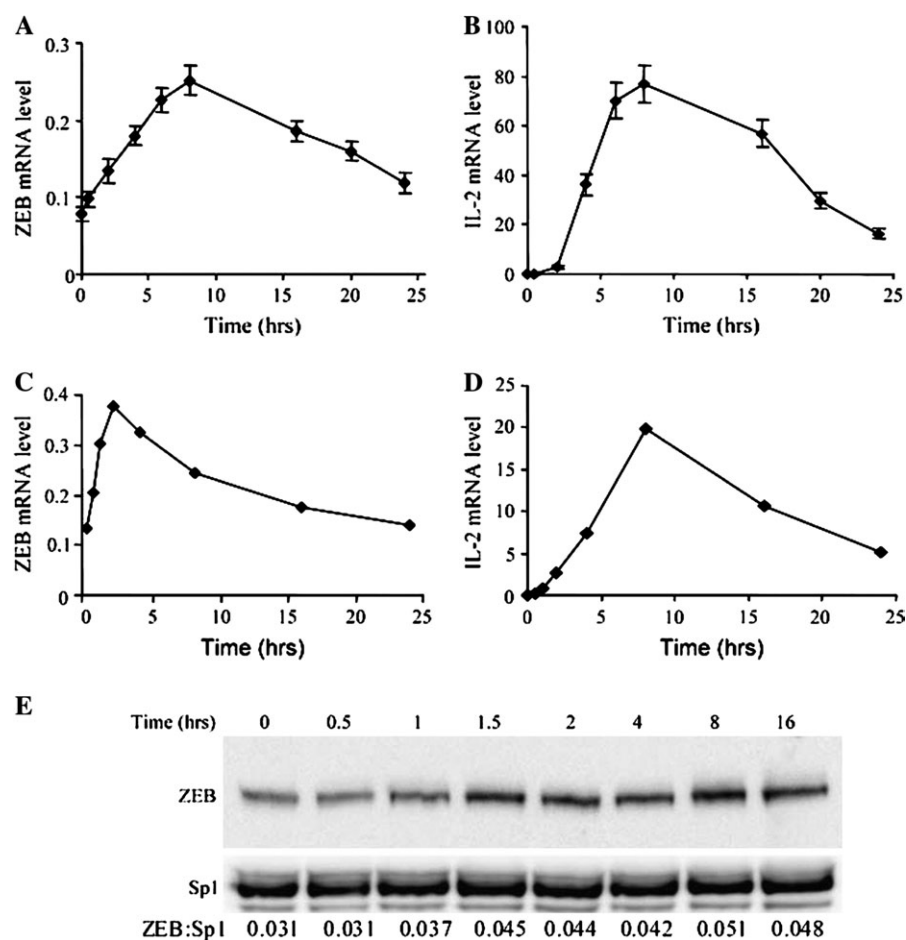 A
ZEB mRNA level
0.3
0.2
0.1
0
0 5 10 15 20 25
Time (hrs)
B
IL-2 mRNA level
100
80
60
40
20
0
0 5 10 15 20 25
Time (hrs)
C
ZEB mRNA level
0.4
0.3
0.2
0.1
0
0 5 10 15 20 25
Time (hrs)
D
IL-2 mRNA level
25
20
15
10
5
0
0 5 10 15 20 25
Time (hrs)
E
Time (hrs) 0 0.5 1 1.5 2 4 8 16
ZEB
Sp1
ZEB:Sp1 0.031 0.031 0.037 0.045 0.044 0.042 0.051 0.048